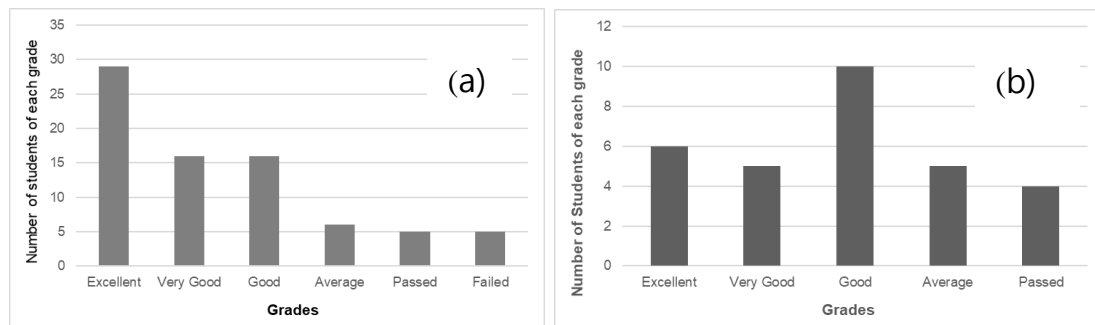 Number of students of each grade
35
30
25
20
15
10
5
0
Excellent Very Good Good Average Passed Failed
Grades
(a)
Number of Students of each grade
12
10
8
6
4
2
0
Excellent Very Good Good Average Passed
Grades
(b)